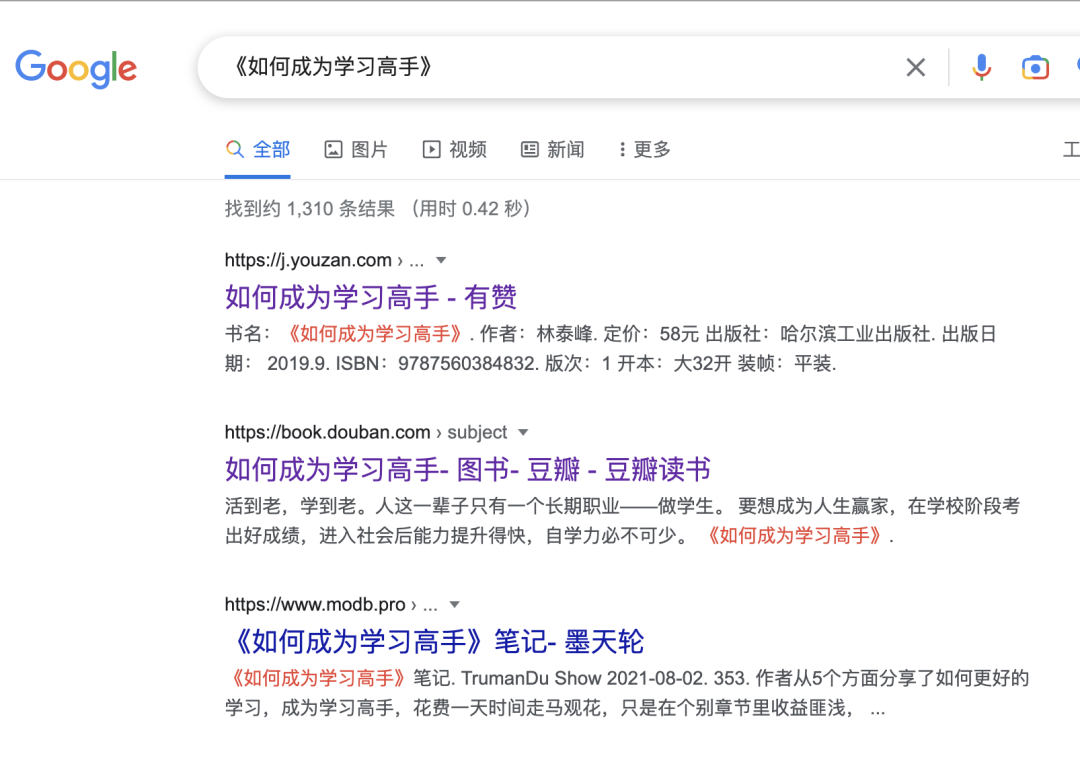 Google
《如何成为学习高手》
全部 图片 视频 新闻 更多 工
找到约 1,310 条结果 （用时 0.42 秒）
https://j.youzan.com › ...
如何成为学习高手 - 有赞
书名：《如何成为学习高手》. 作者：林泰峰. 定价：58元 出版社：哈尔滨工业出版社. 出版日
期： 2019.9. ISBN：9787560384832. 版次：1 开本：大32开 装帧：平装.
https://book.douban.com › subject
如何成为学习高手- 图书- 豆瓣 - 豆瓣读书
活到老，学到老。人这一辈子只有一个长期职业——做学生。 要想成为人生赢家，在学校阶段考
出好成绩，进入社会后能力提升得快，自学力必不可少。 《如何成为学习高手》.
https://www.modb.pro › ...
《如何成为学习高手》笔记- 墨天轮
《如何成为学习高手》笔记. TrumanDu Show 2021-08-02. 353. 作者从5个方面分享了如何更好的
学习，成为学习高手，花费一天时间走马观花，只是在个别章节里收益匪浅， ...